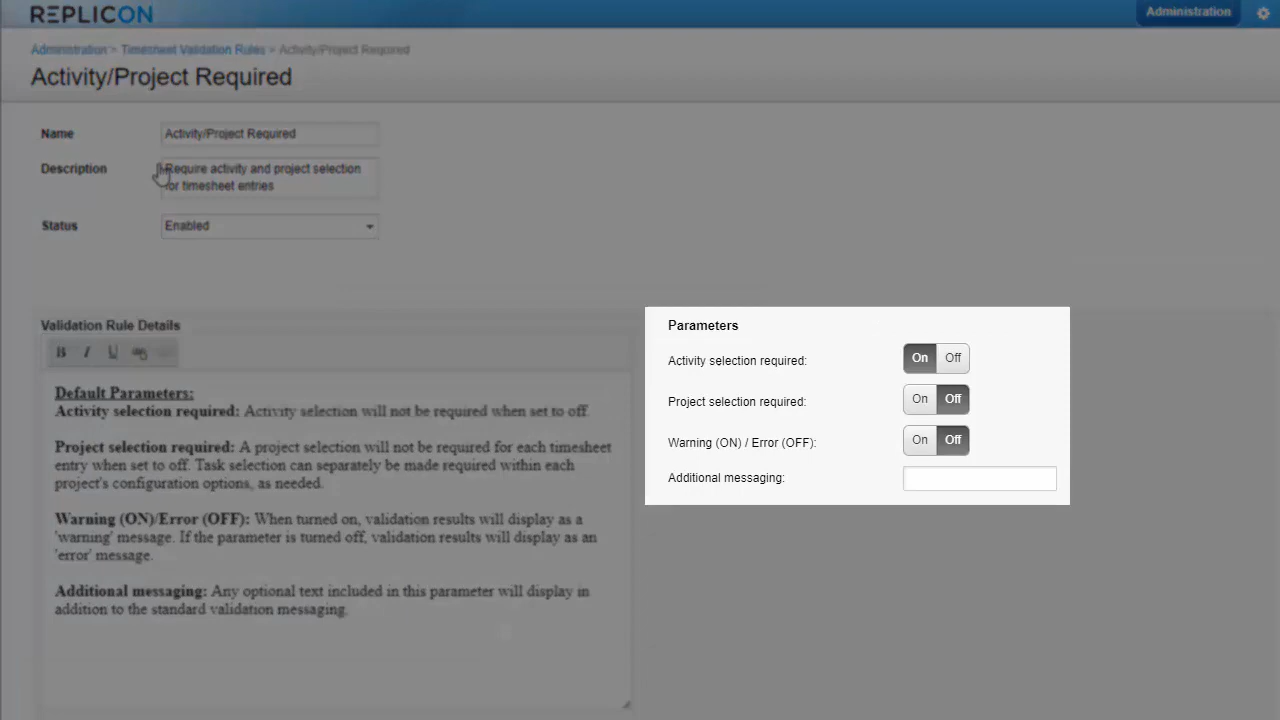 REPLICON
Administration
Administration > Timesheet Validation Rules > Activity/Project Required
Activity/Project Required
Name
Activity/Project Required
Description
Require activity and project selection
for timesheet entries
Status
Enabled
Validation Rule Details
B I U
Default Parameters:
Activity selection required: Activity selection will not be required when set to off.
Project selection required: A project selection will not be required for each timesheet
entry when set to off. Task selection can separately be made required within each
project's configuration options, as needed.
Warning (ON)/Error (OFF): When turned on, validation results will display as a
'warning' message. If the parameter is turned off, validation results will display as an
'error' message.
Additional messaging: Any optional text included in this parameter will display in
addition to the standard validation messaging.
Parameters
Activity selection required: On Off
Project selection required: On Off
Warning (ON) / Error (OFF): On Off
Additional messaging: